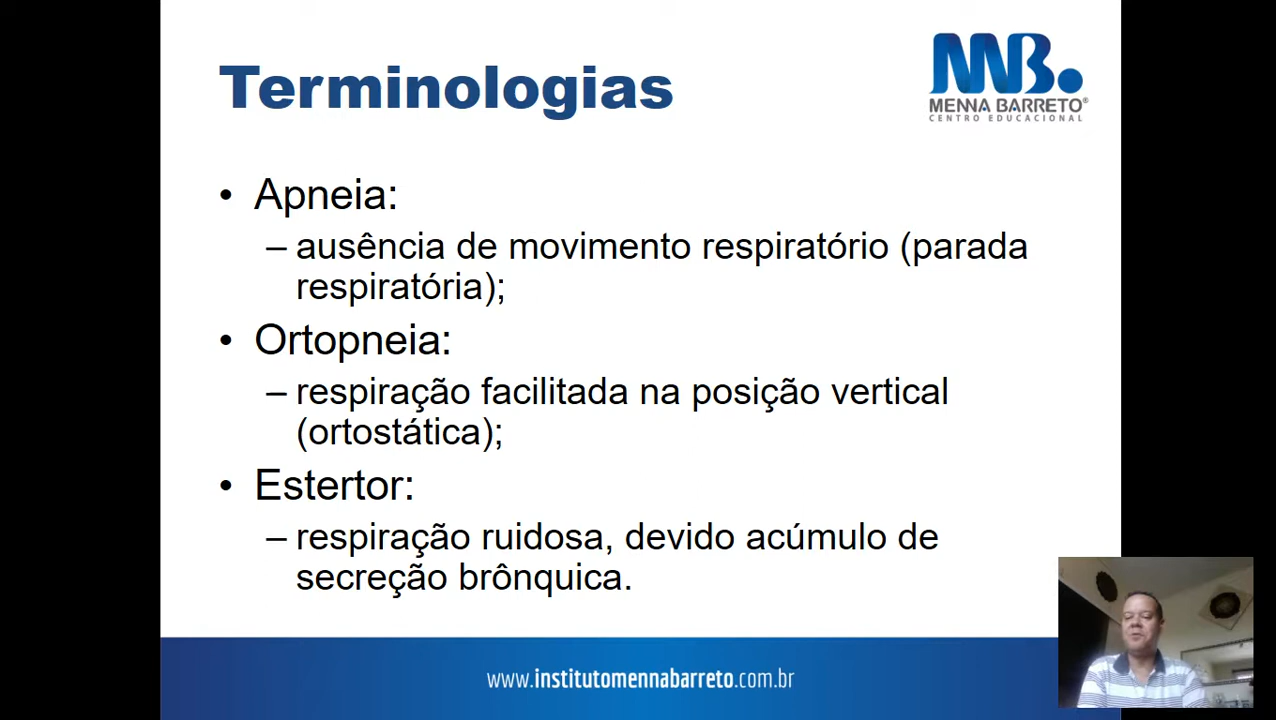 Terminologias
MNB.
MENNA BARRETO®
CENTRO EDUCACIONAL
• Apneia:
– ausência de movimento respiratório (parada
respiratória);
• Ortopneia:
– respiração facilitada na posição vertical
(ortostática);
• Estertor:
– respiração ruidosa, devido acúmulo de
secreção brônquica.
www.institutomennabarreto.com.br